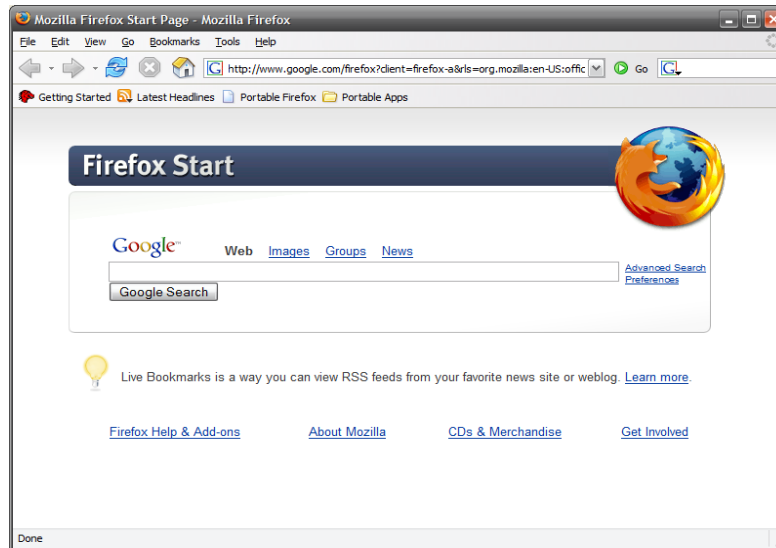 Mozilla Firefox Start Page - Mozilla Firefox
File Edit View Go Bookmarks Tools Help
http://www.google.com/firefox?client=firefox-a&rls=org.mozilla:en-US:offic Go G
Getting Started Latest Headlines Portable Firefox Portable Apps
Firefox Start
Google™ Web Images Groups News
Advanced Search
Preferences
Google Search
Live Bookmarks is a way you can view RSS feeds from your favorite news site or weblog. Learn more.
Firefox Help & Add-ons About Mozilla CDs & Merchandise Get Involved
Done